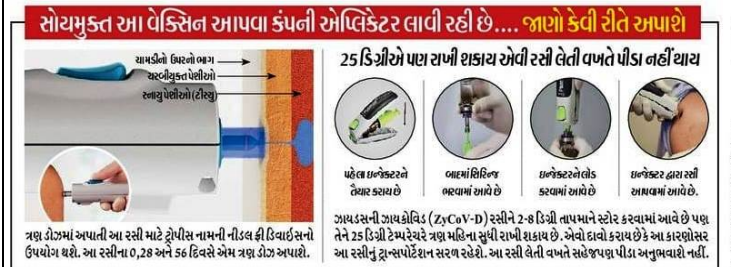 સોયમુક્ત આ વેક્સિન આપવા કંપની એપ્લિકેટર લાવી રહી છે.... જાણો કેવી રીતે અપાશે
ચામડીનો ઉપરનો ભાગ
ચરબીયુક્ત પેશીઓ
સ્નાયુ પેશીઓ (ટીસ્યુ)
ત્રણ ડોઝમાં અપાતી આ રસી માટે ટ્રોપીસ નામની નીડલ ફ્રી ડિવાઈસનો
ઉપયોગ થશે. આ રસીના 0,28 અને 56 દિવસે એમ ત્રણ ડોઝ અપાશે.
25 ડિગ્રીએ પણ રાખી શકાય એવી રસી લેતી વખતે પીડા નહીં થાય
પહેલા ઇન્જેક્ટરને
તૈયાર કરાય છે
બાદમાં સિરિન્જ
ભરવામાં આવે છે
ઇન્જેક્ટરને લોડ
કરવામાં આવે છે
ઇન્જેક્ટર દ્વારા રસી
આપવામાં આવે છે.
ઝાયડસની ઝાયકોવિડ (ZyCoV-D) રસીને 2-8 ડિગ્રી તાપમાને સ્ટોર કરવામાં આવે છે પણ
તેને 25 ડિગ્રી ટેમ્પરેચરે ત્રણ મહિના સુધી રાખી શકાય છે. એવો દાવો કરાય છેકે આ કારણોસર
આ રસીનું ટ્રાન્સપોર્ટેશન સરળ રહેશે. આ રસી લેતી વખતે સહેજપણ પીડા અનુભવાશે નહીં.